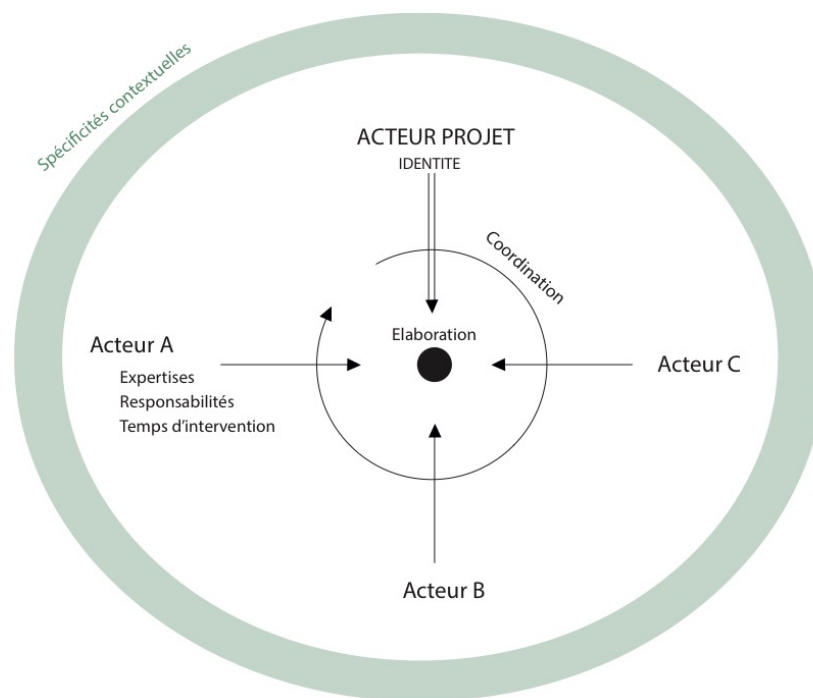 Spécificités contextuelles
ACTEUR PROJET
IDENTITE
Coordination
Elaboration
Acteur A
Expertises
Responsabilités
Temps d'intervention
Acteur C
Acteur B